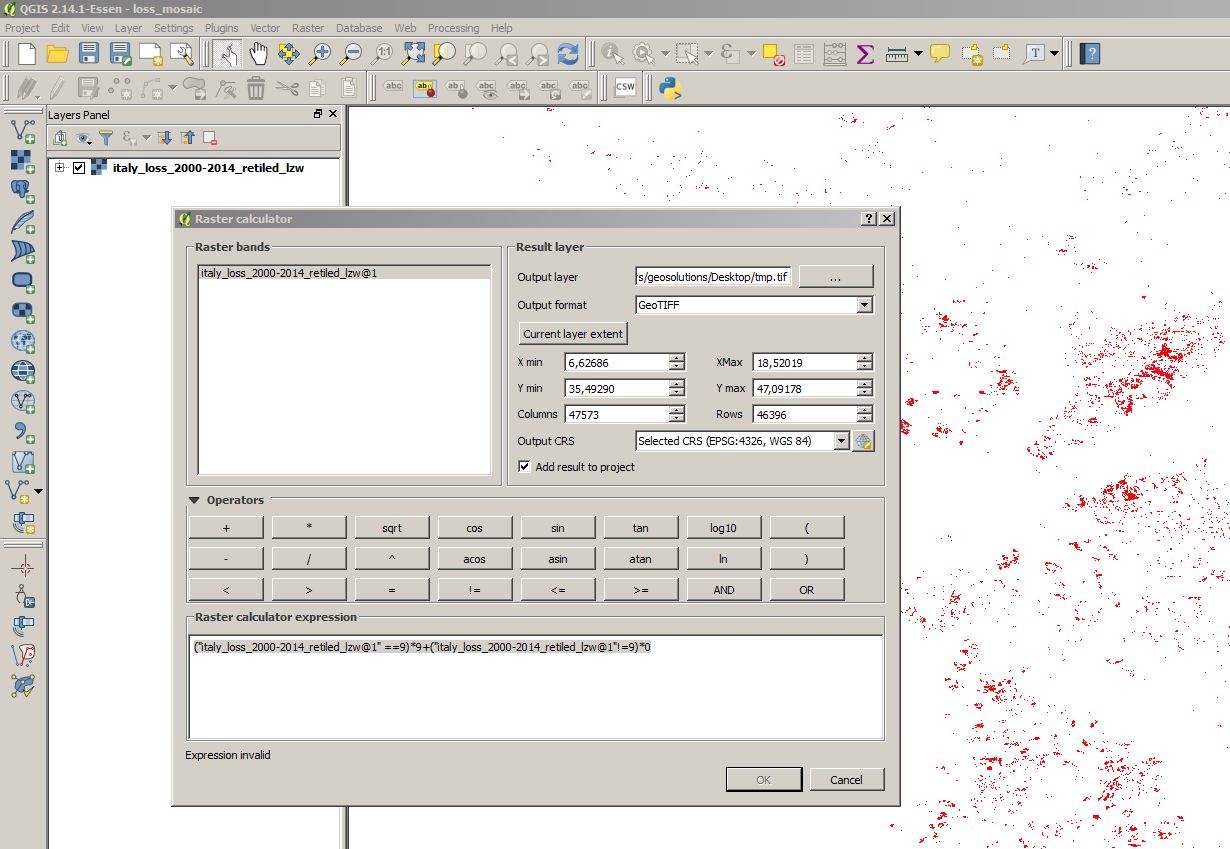 QGIS 2.14.1-Essen - loss_mosaic
Project Edit View Layer Settings Plugins Vector Raster Database Web Processing Help
1:1
Σ
T
?
abc abc abc abc abc abc abc CSW
Layers Panel
italy_loss_2000-2014_retiled_lzw
Raster calculator
Raster bands
italy_loss_2000-2014_retiled_lzw@1
Result layer
Output layer s/geosolutions/Desktop/tmp.tif ...
Output format GeoTIFF
Current layer extent
X min 6,62686 XMax 18,52019
Y min 35,49290 Y max 47,09178
Columns 47573 Rows 46396
Output CRS Selected CRS (EPSG:4326, WGS 84)
Add result to project
Operators
+ * sqrt cos sin tan log10 (
- / ^ acos asin atan ln )
< > = != <= >= AND OR
Raster calculator expression
("italy_loss_2000-2014_retiled_lzw@1" ==9)*9+("italy_loss_2000-2014_retiled_lzw@1"!=9)*0
Expression invalid
OK Cancel